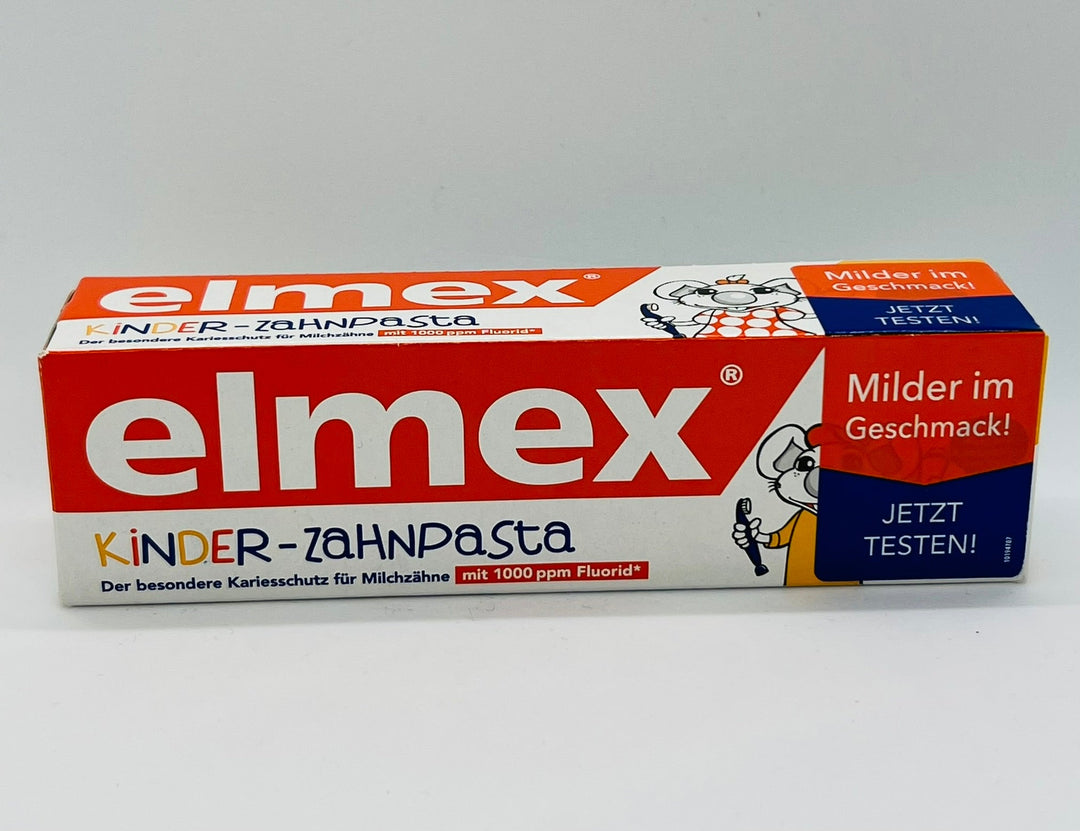 elmex®
KiNDER-ZaHNPaSta
Der besondere Kariesschutz für Milchzähne mit 1000 ppm Fluorid*
Milder im
Geschmack!
JETZT
TESTEN!
elmex®
KiNDER-ZaHNPaSta
Der besondere Kariesschutz für Milchzähne mit 1000 ppm Fluorid*
Milder im
Geschmack!
JETZT
TESTEN!